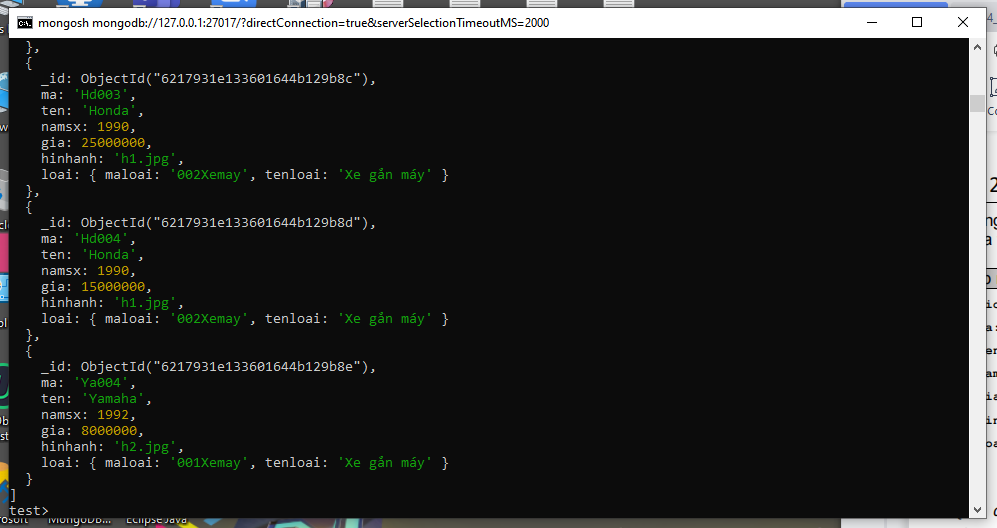 mongosh mongodb://127.0.0.1:27017/?directConnection=true&serverSelectionTimeoutMS=2000
},
{
_id: ObjectId("6217931e133601644b129b8c"),
ma: 'Hd003',
ten: 'Honda',
namsx: 1990,
gia: 25000000,
hinhanh: 'h1.jpg',
loai: { maloai: '002Xemay', tenloai: 'Xe gắn máy' }
},
{
_id: ObjectId("6217931e133601644b129b8d"),
ma: 'Hd004',
ten: 'Honda',
namsx: 1990,
gia: 15000000,
hinhanh: 'h1.jpg',
loai: { maloai: '002Xemay', tenloai: 'Xe gắn máy' }
},
{
_id: ObjectId("6217931e133601644b129b8e"),
ma: 'Ya004',
ten: 'Yamaha',
namsx: 1992,
gia: 8000000,
hinhanh: 'h2.jpg',
loai: { maloai: '001Xemay', tenloai: 'Xe gắn máy' }
}
]
test>
MongoDB... Eclipse Java